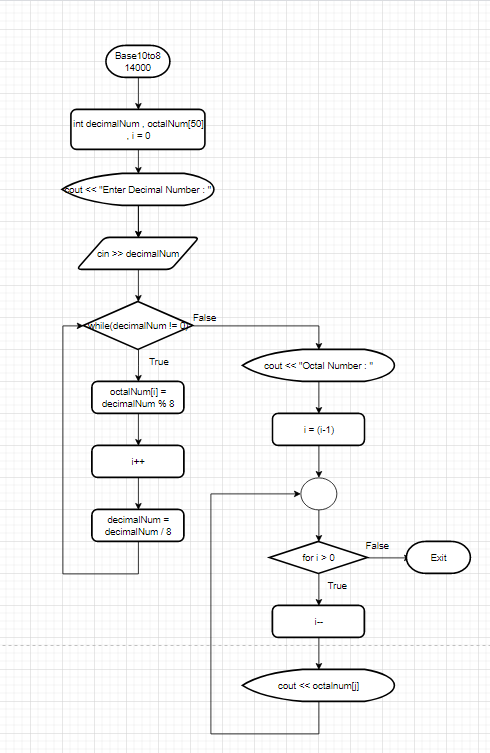 Base10to8
14000
int decimalNum , octalNum[50]
, i = 0
cout << "Enter Decimal Number : "
cin >> decimalNum
while(decimalNum != 0)
False
True
octalNum[i] =
decimalNum % 8
i++
decimalNum =
decimalNum / 8
cout << "Octal Number : "
i = (i-1)
for i > 0
False
Exit
True
i--
cout << octalnum[j]